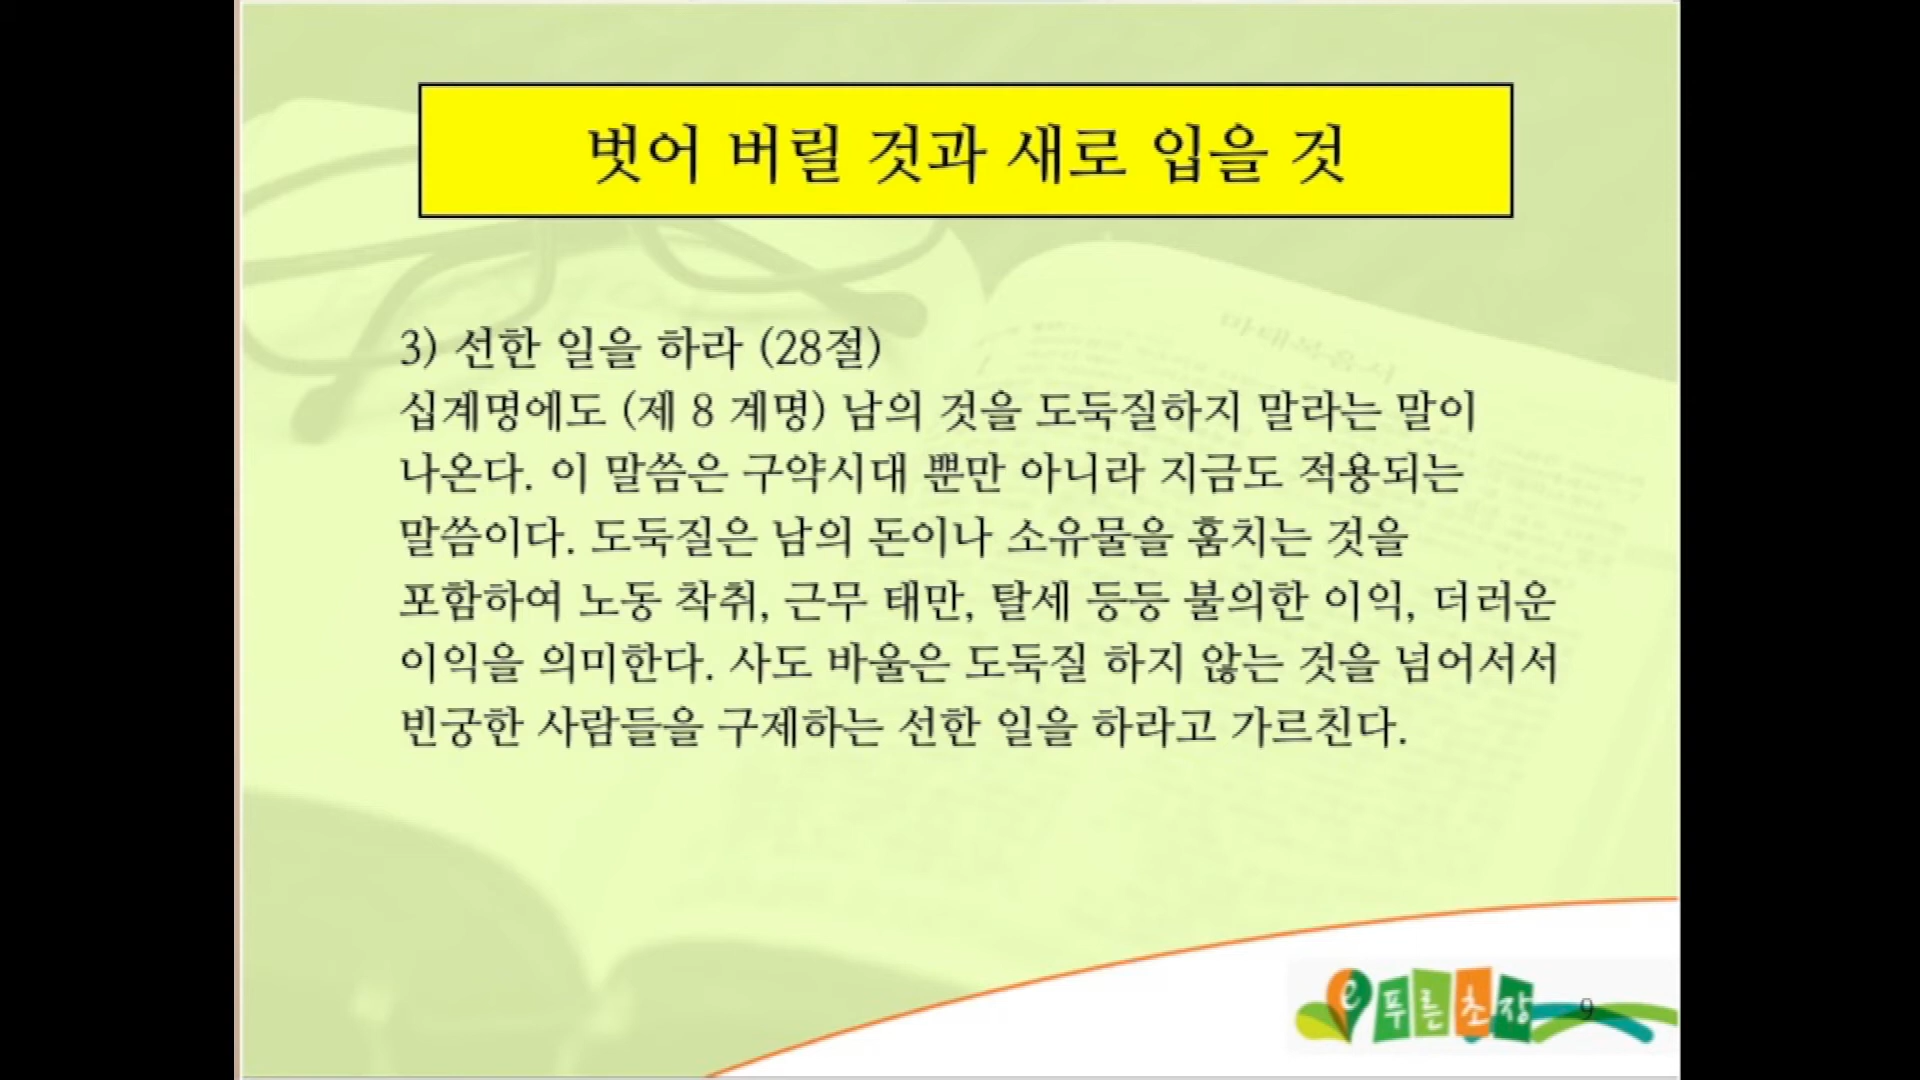 벗어 버릴 것과 새로 입을 것
3) 선한 일을 하라 (28절)
십계명에도 (제 8 계명) 남의 것을 도둑질하지 말라는 말이
나온다. 이 말씀은 구약시대 뿐만 아니라 지금도 적용되는
말씀이다. 도둑질은 남의 돈이나 소유물을 훔치는 것을
포함하여 노동 착취, 근무 태만, 탈세 등등 불의한 이익, 더러운
이익을 의미한다. 사도 바울은 도둑질 하지 않는 것을 넘어서서
빈궁한 사람들을 구제하는 선한 일을 하라고 가르친다.
e 푸른초장
9